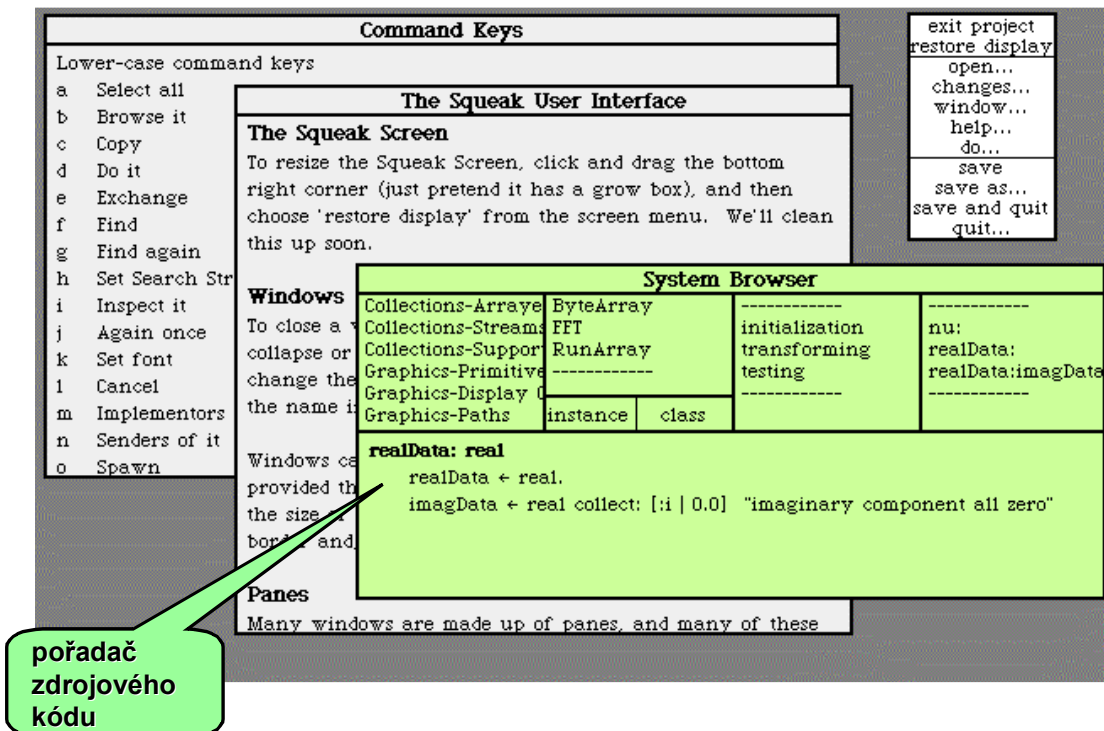 Command Keys
Lower-case command keys
a Select all
b Browse it
c Copy
d Do it
e Exchange
f Find
g Find again
h Set Search Str
i Inspect it
j Again once
k Set font
l Cancel
m Implementors
n Senders of it
o Spawn
The Squeak User Interface
The Squeak Screen
To resize the Squeak Screen, click and drag the bottom
right corner (just pretend it has a grow box), and then
choose 'restore display' from the screen menu. We'll clean
this up soon.
Windows
To close a
collapse or
change the
the name i
Windows ca
provided th
the size of
border and,
Panes
Many windows are made up of panes, and many of these
exit project
restore display
open...
changes...
window...
help...
do...
save
save as...
save and quit
quit...
System Browser
Collections-Arraye
Collections-Streams
Collections-Suppor
Graphics-Primitive
Graphics-Display
Graphics-Paths
ByteArray
FFT
RunArray
------------
instance class
------------
initialization
transforming
testing
------------
------------
nu:
realData:
realData:imagData
------------
realData: real
realData ← real.
imagData ← real collect: [:i | 0.0] "imaginary component all zero"
pořadač
zdrojového
kódu